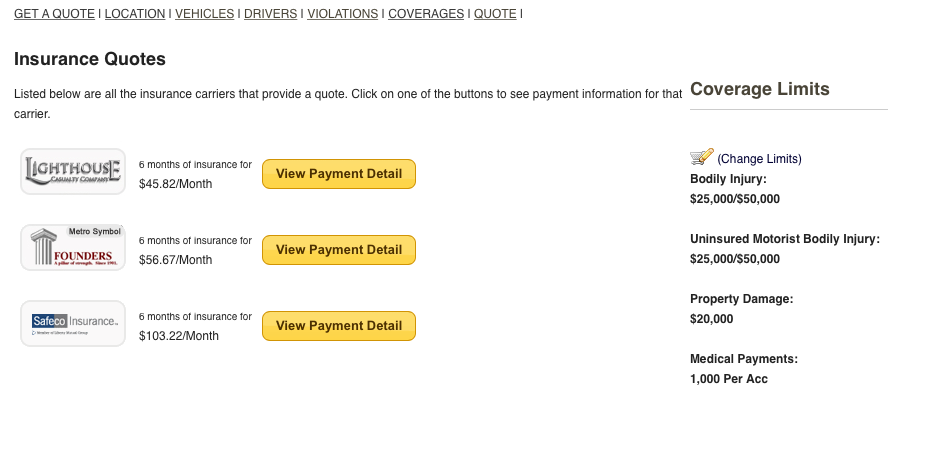 GET A QUOTE I LOCATION I VEHICLES I DRIVERS I VIOLATIONS I COVERAGES I QUOTE I
Insurance Quotes
Listed below are all the insurance carriers that provide a quote. Click on one of the buttons to see payment information for that
carrier.
LIGHTHOUSE
CASUALTY COMPANY
6 months of insurance for
$45.82/Month
View Payment Detail
Metro Symbol
FOUNDERS
A pillar of strength. Since 1901.
6 months of insurance for
$56.67/Month
View Payment Detail
Safeco Insurance™
A Member of Liberty Mutual Group
6 months of insurance for
$103.22/Month
View Payment Detail
Coverage Limits
(Change Limits)
Bodily Injury:
$25,000/$50,000
Uninsured Motorist Bodily Injury:
$25,000/$50,000
Property Damage:
$20,000
Medical Payments:
1,000 Per Acc